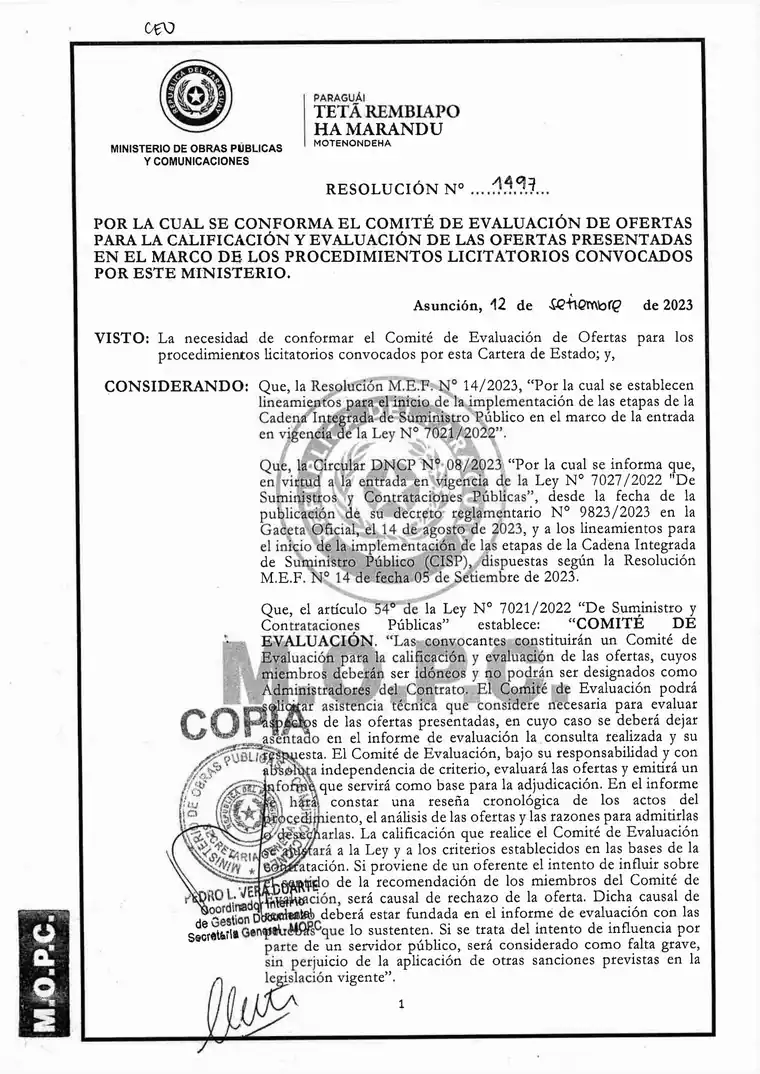 CEO
REPUBLICA DEL PARAGUAY
MINISTERIO DE OBRAS PÚBLICAS
Y COMUNICACIONES
PARAGUÁI
TETÃ REMBIAPO
HA MARANDU
MOTENONDEHA
RESOLUCIÓN Nº ...1497...
POR LA CUAL SE CONFORMA EL COMITÉ DE EVALUACIÓN DE OFERTAS
PARA LA CALIFICACIÓN Y EVALUACIÓN DE LAS OFERTAS PRESENTADAS
EN EL MARCO DE LOS PROCEDIMIENTOS LICITATORIOS CONVOCADOS
POR ESTE MINISTERIO.
Asunción, 12 de setiembre de 2023
VISTO: La necesidad de conformar el Comité de Evaluación de Ofertas para los
procedimientos licitatorios convocados por esta Cartera de Estado; y,
CONSIDERANDO: Que, la Resolución M.E.F. Nº 14/2023, “Por la cual se establecen
lineamientos para el inicio de la implementación de las etapas de la
Cadena Integrada de Suministro Público en el marco de la entrada
en vigencia de la Ley Nº 7021/2022”.
Que, la Circular DNCP Nº 08/2023 “Por la cual se informa que,
en virtud a la entrada en vigencia de la Ley Nº 7027/2022 "De
Suministros y Contrataciones Públicas”, desde la fecha de la
publicación de su decreto reglamentario Nº 9823/2023 en la
Gaceta Oficial, el 14 de agosto de 2023, y a los lineamientos para
el inicio de la implementación de las etapas de la Cadena Integrada
de Suministro Público (CISP), dispuestas según la Resolución
M.E.F. Nº 14 de fecha 05 de Setiembre de 2023.
Que, el artículo 54° de la Ley Nº 7021/2022 “De Suministro y
Contrataciones Públicas” establece: “COMITÉ DE
EVALUACIÓN. “Las convocantes constituirán un Comité de
Evaluación para la calificación y evaluación de las ofertas, cuyos
miembros deberán ser idóneos y no podrán ser designados como
Administradores del Contrato. El Comité de Evaluación podrá
solicitar asistencia técnica que considere necesaria para evaluar
aspectos de las ofertas presentadas, en cuyo caso se deberá dejar
asentado en el informe de evaluación la consulta realizada y su
respuesta. El Comité de Evaluación, bajo su responsabilidad y con
absoluta independencia de criterio, evaluará las ofertas y emitirá un
informe que servirá como base para la adjudicación. En el informe
se hará constar una reseña cronológica de los actos del
procedimiento, el análisis de las ofertas y las razones para admitirlas
o desecharlas. La calificación que realice el Comité de Evaluación
se ajustará a la Ley y a los criterios establecidos en las bases de la
contratación. Si proviene de un oferente el intento de influir sobre
el sentido de la recomendación de los miembros del Comité de
Evaluación, será causal de rechazo de la oferta. Dicha causal de
deberá estar fundada en el informe de evaluación con las
que lo sustenten. Si se trata del intento de influencia por
parte de un servidor público, será considerado como falta grave,
sin perjuicio de la aplicación de otras sanciones previstas en la
legislación vigente”.
M.O.P.C.
COPIA
PEDRO L. VERA DUARTE
Coordinador Interno
de Gestion Documental
Secretaría General - MOPC
M.O.P.C.
1